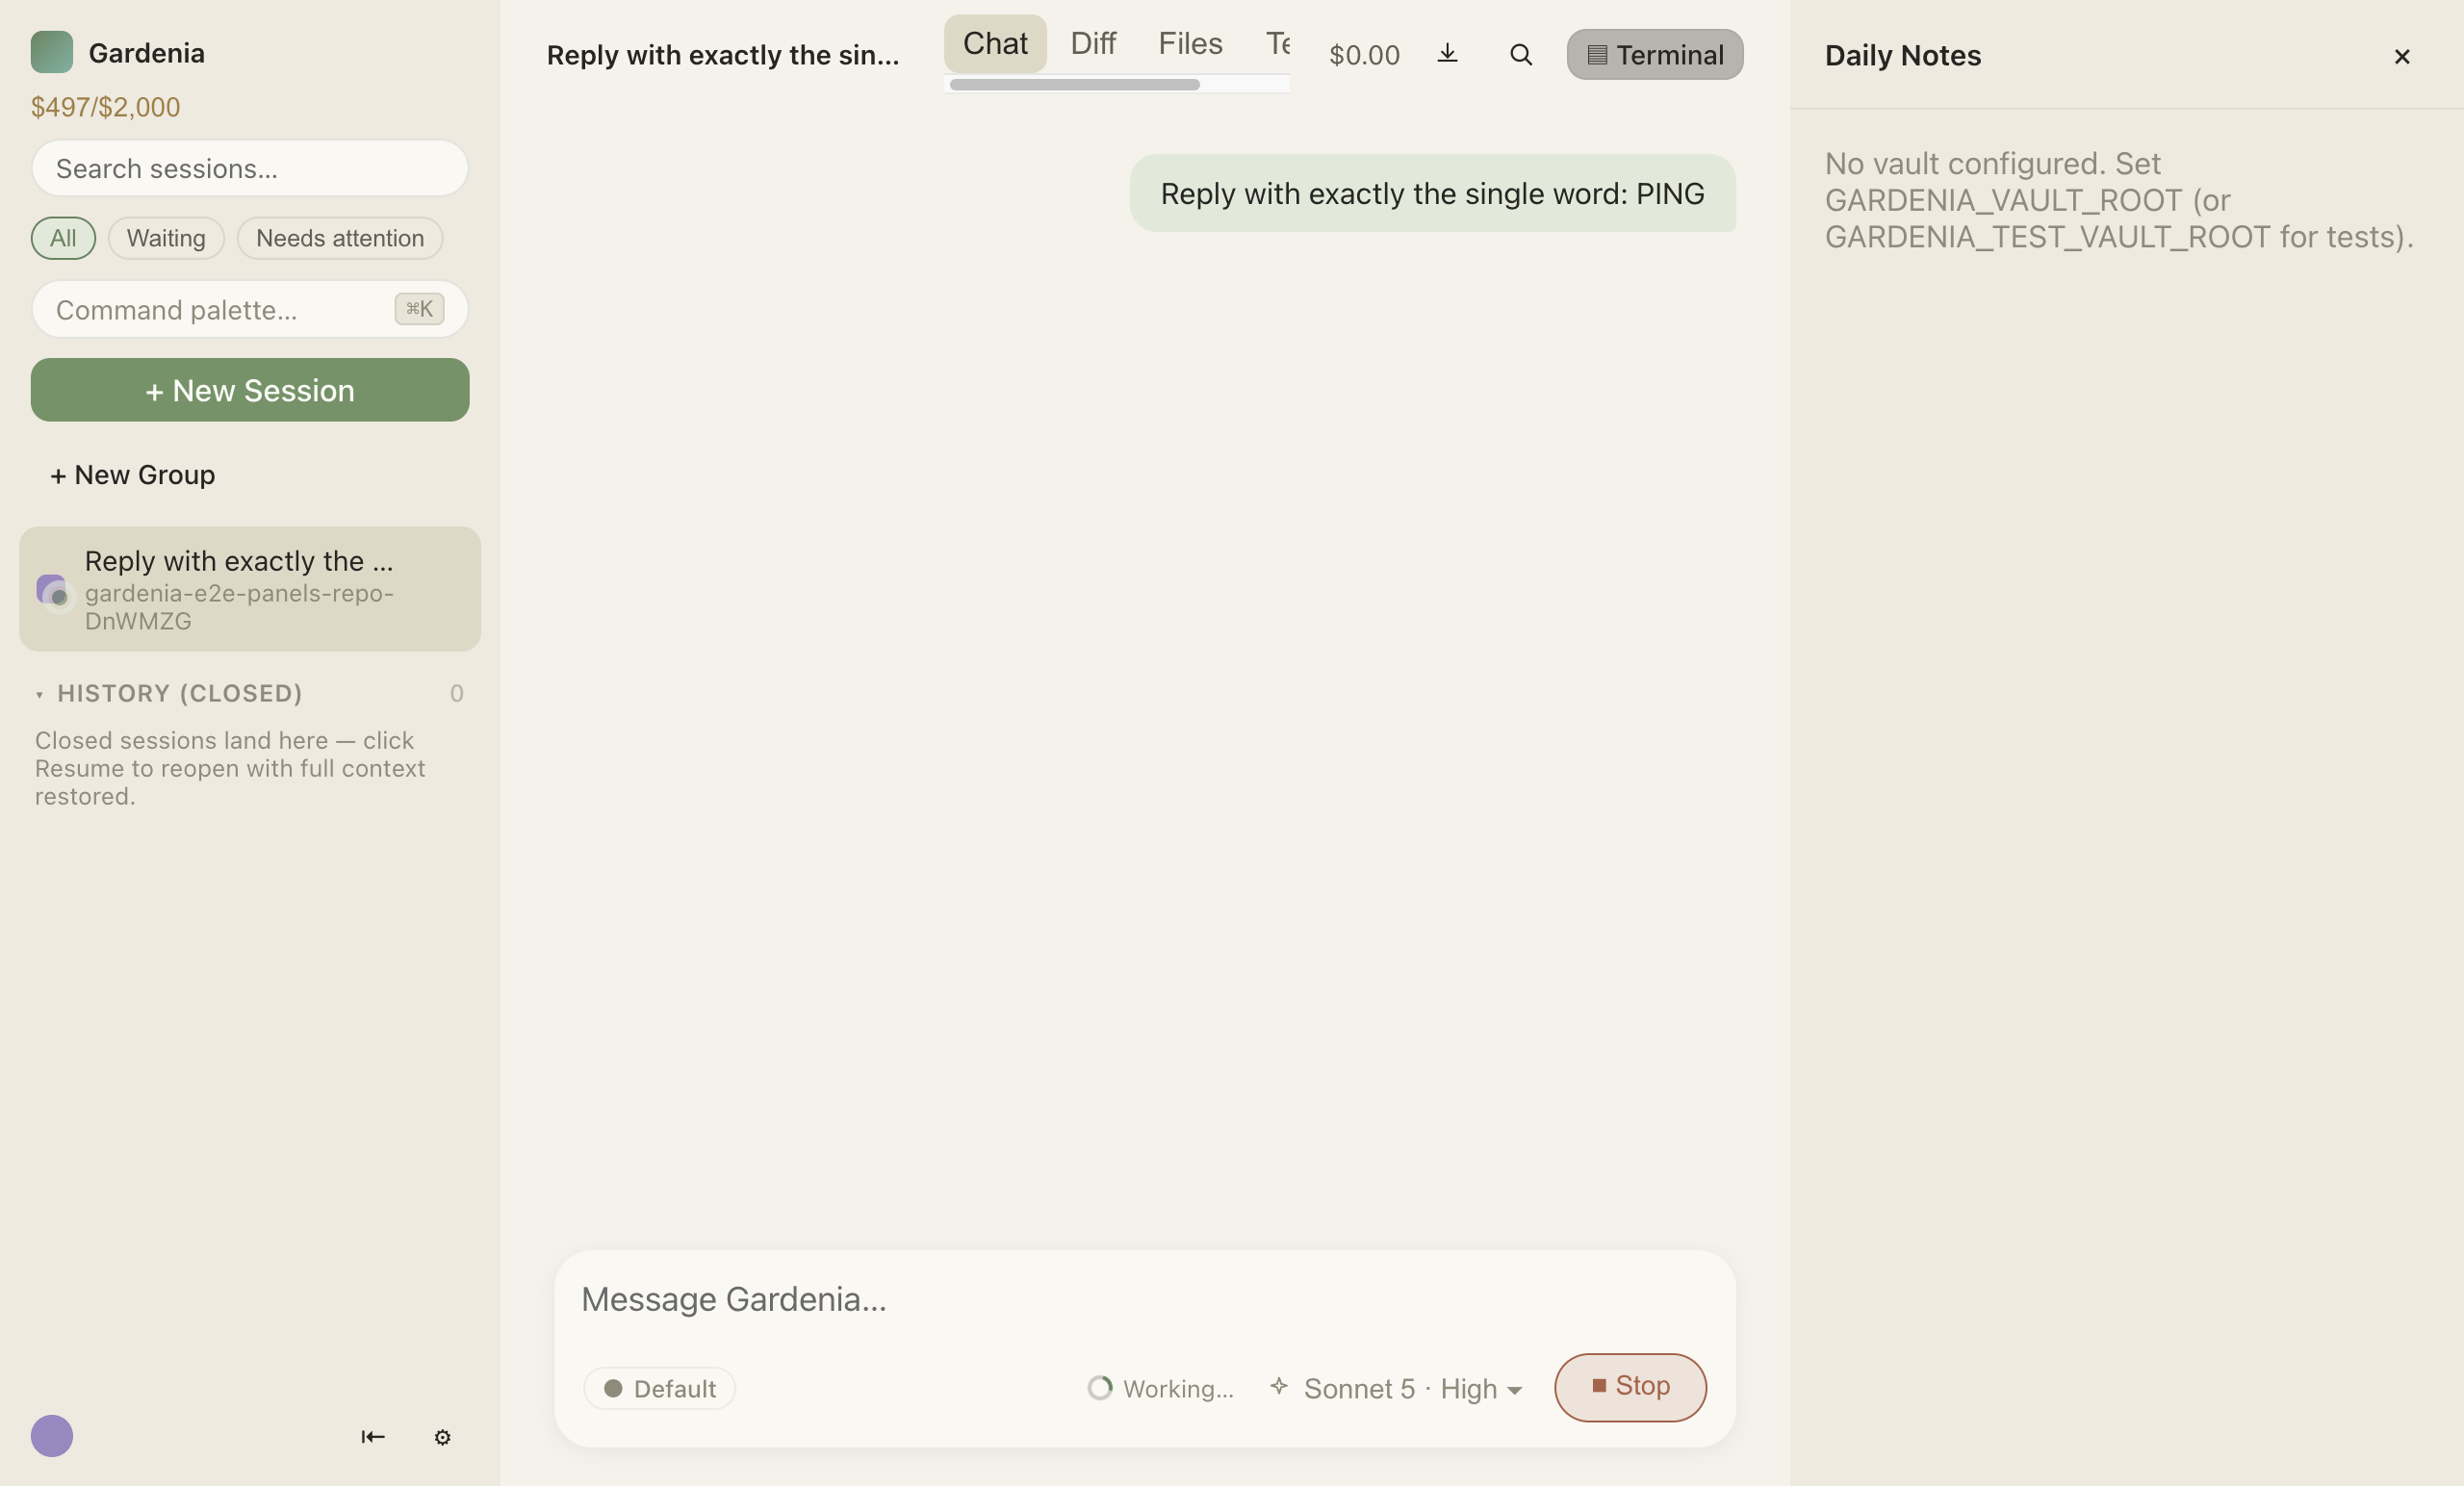 Gardenia
$497/$2,000
Search sessions...
All
Waiting
Needs attention
Command palette...
⌘K
+ New Session
+ New Group
Reply with exactly the ...
gardenia-e2e-panels-repo-
DnWMZG
HISTORY (CLOSED)
0
Closed sessions land here — click
Resume to reopen with full context
restored.
Reply with exactly the sin...
Chat
Diff
Files
$0.00
Terminal
Reply with exactly the single word: PING
Message Gardenia...
Default
Working...
Sonnet 5 · High
Stop
Daily Notes
No vault configured. Set
GARDENIA_VAULT_ROOT (or
GARDENIA_TEST_VAULT_ROOT for tests).